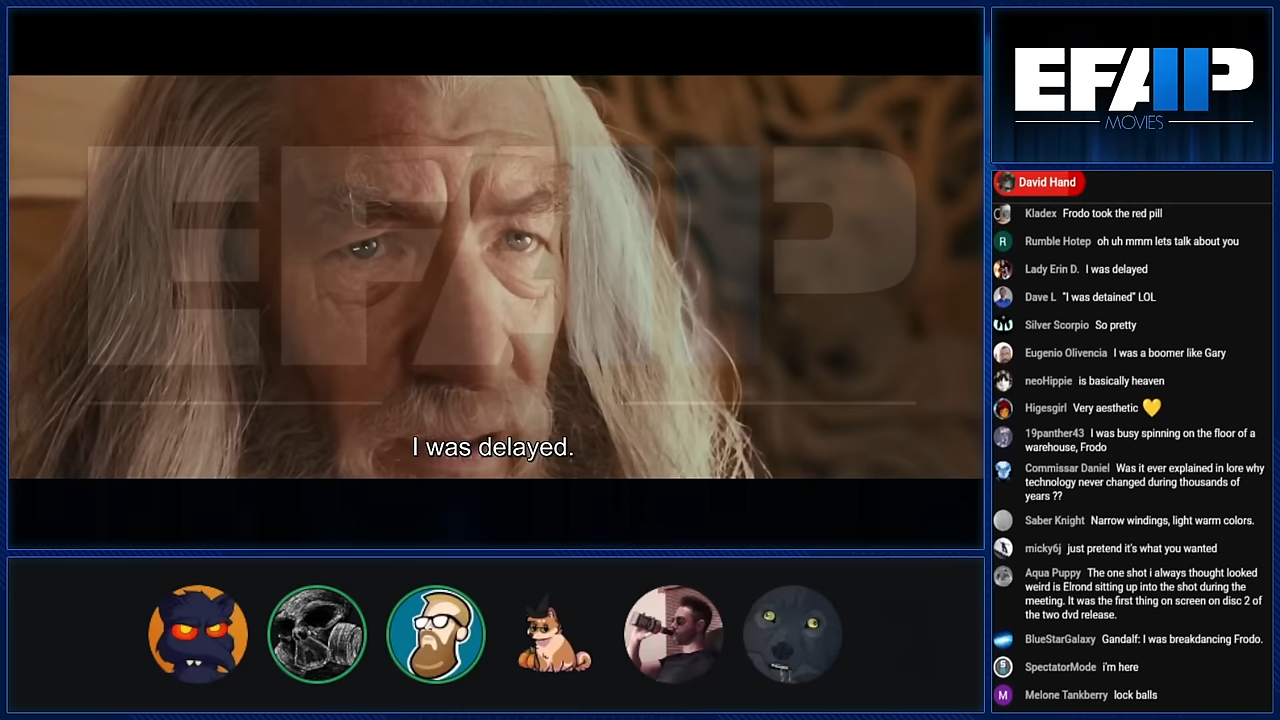 EFAP
MOVIES
EFAP
I was delayed.
David Hand
Kladex Frodo took the red pill
Rumble Hotep oh uh mmm lets talk about you
Lady Erin D. I was delayed
Dave L "I was detained" LOL
Silver Scorpio So pretty
Eugenio Olivencia I was a boomer like Gary
neoHippie is basically heaven
Higesgirl Very aesthetic 💛
19panther43 I was busy spinning on the floor of a
warehouse, Frodo
Commissar Daniel Was it ever explained in lore why
technology never changed during thousands of
years ??
Saber Knight Narrow windings, light warm colors.
micky6j just pretend it's what you wanted
Aqua Puppy The one shot i always thought looked
weird is Elrond sitting up into the shot during the
meeting. It was the first thing on screen on disc 2 of
the two dvd release.
BlueStarGalaxy Gandalf: I was breakdancing Frodo.
SpectatorMode i'm here
Melone Tankberry lock balls
R
S
M